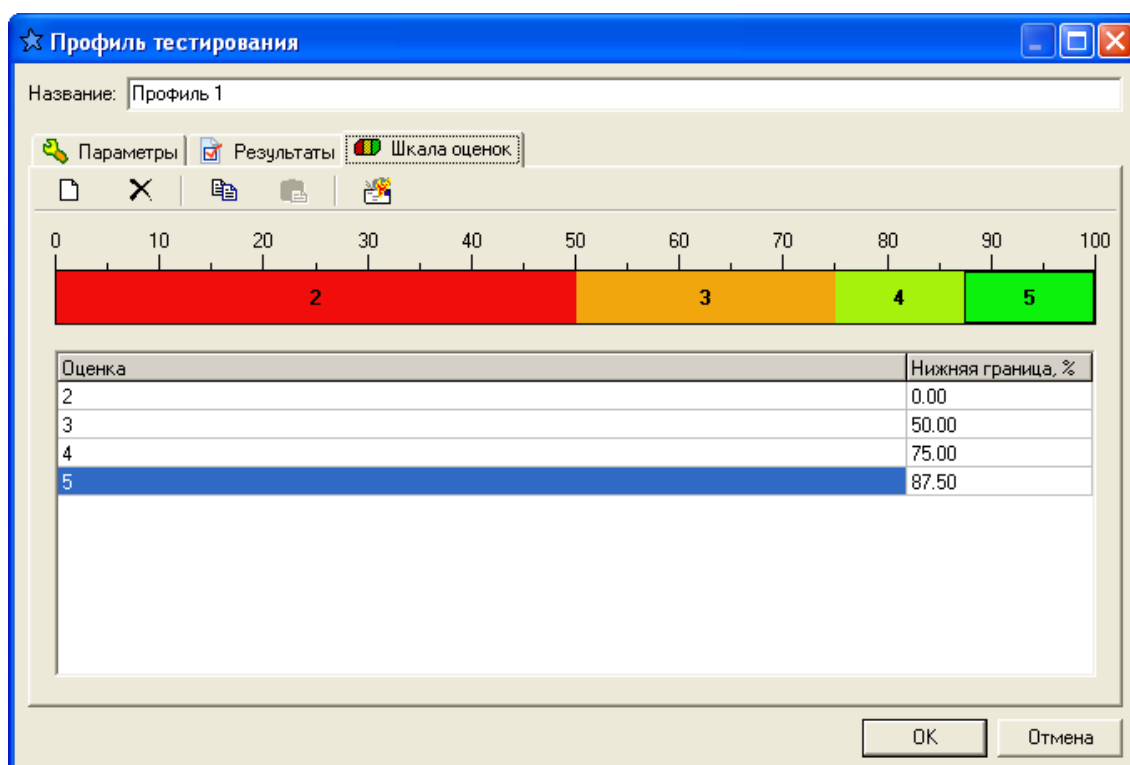 Профиль тестирования
Название: Профиль 1
Параметры Результаты Шкала оценок
0 10 20 30 40 50 60 70 80 90 100
2 3 4 5
Оценка Нижняя граница, %
2 0.00
3 50.00
4 75.00
5 87.50
OK Отмена